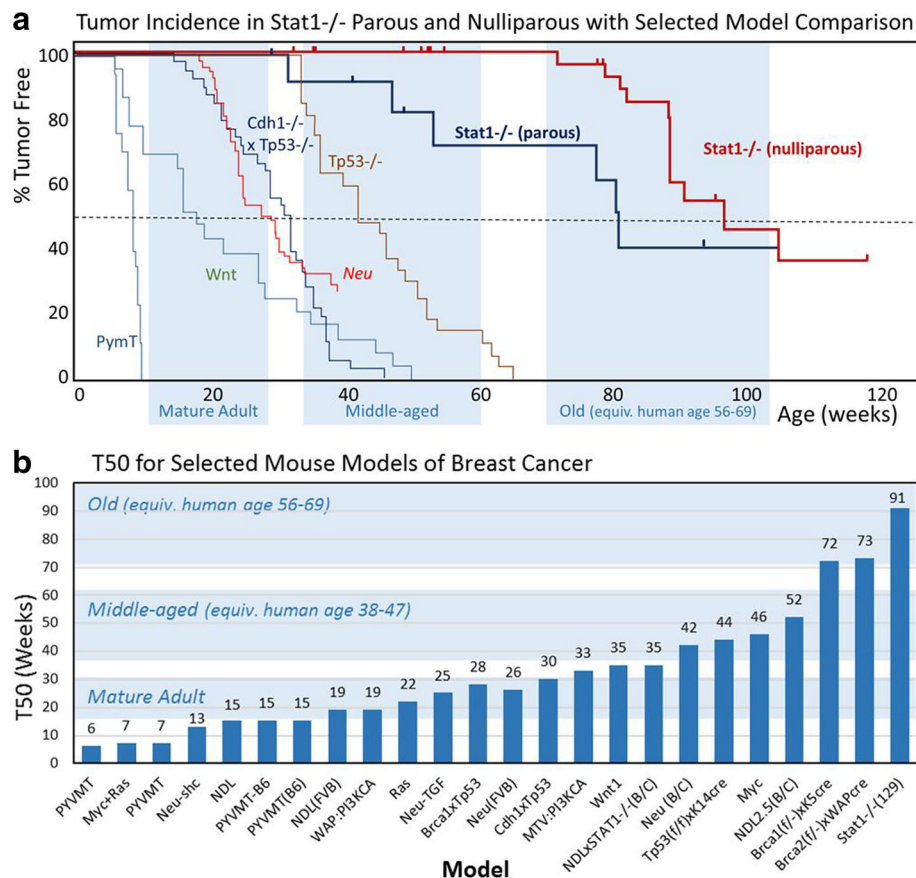 a Tumor Incidence in Stat1-/- Parous and Nulliparous with Selected Model Comparison
% Tumor Free
100
80
60
40
20
0
Cdh1-/-
x Tp53-/-
Tp53-/-
Stat1-/- (parous)
Stat1-/- (nulliparous)
Wnt
Neu
PymT
0 20 40 60 80 100 120
Mature Adult Middle-aged Old (equiv. human age 56-69) Age (weeks)
b T50 for Selected Mouse Models of Breast Cancer
T50 (Weeks)
100
90
80
70
60
50
40
30
20
10
0
Old (equiv. human age 56-69)
Middle-aged (equiv. human age 38-47)
Mature Adult
6 7 7 13 15 15 15 19 19 22 25 28 26 30 33 35 35 42 44 46 52 72 73 91
PYVMT
Myc+Ras
PYVMT
Neu-shc
NDL
PYVMT-B6
PYVMT(B6)
NDL(FVB)
WAP:PI3KCA
Ras
Neu-TGF
Brca1xTp53
Neu(FVB)
Cdh1xTp53
MTV-PI3KCA
Wnt1
NDLxSTAT1-/-(B/C)
Neu (B/C)
Tp53(f/f)xK14cre
Myc
NDL2.5(B/C)
Brca1(f/-)xK5cre
Brca2(f/-)xWAPcre
Stat1-/-(129)
Model